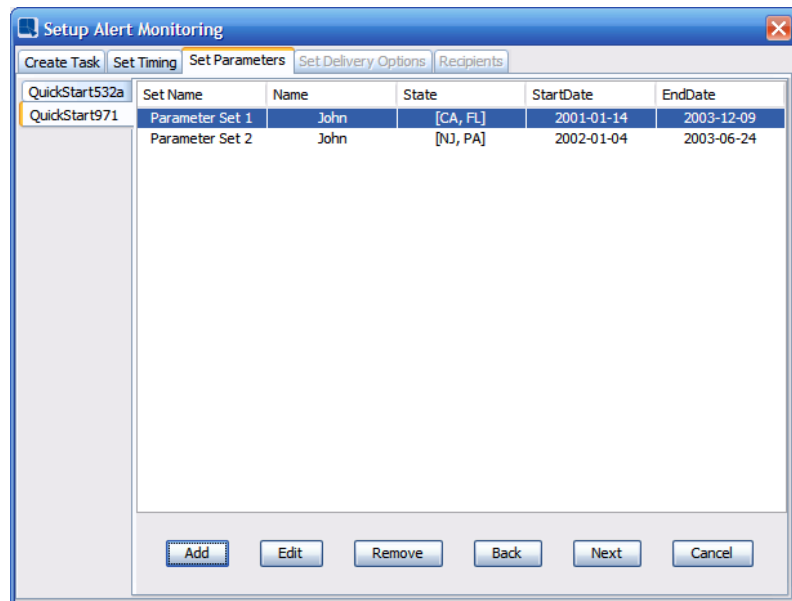 Setup Alert Monitoring
Create Task Set Timing Set Parameters Set Delivery Options Recipients
QuickStart532a
QuickStart971
Set Name Name State StartDate EndDate
Parameter Set 1 John [CA, FL] 2001-01-14 2003-12-09
Parameter Set 2 John [NJ, PA] 2002-01-04 2003-06-24
Add Edit Remove Back Next Cancel